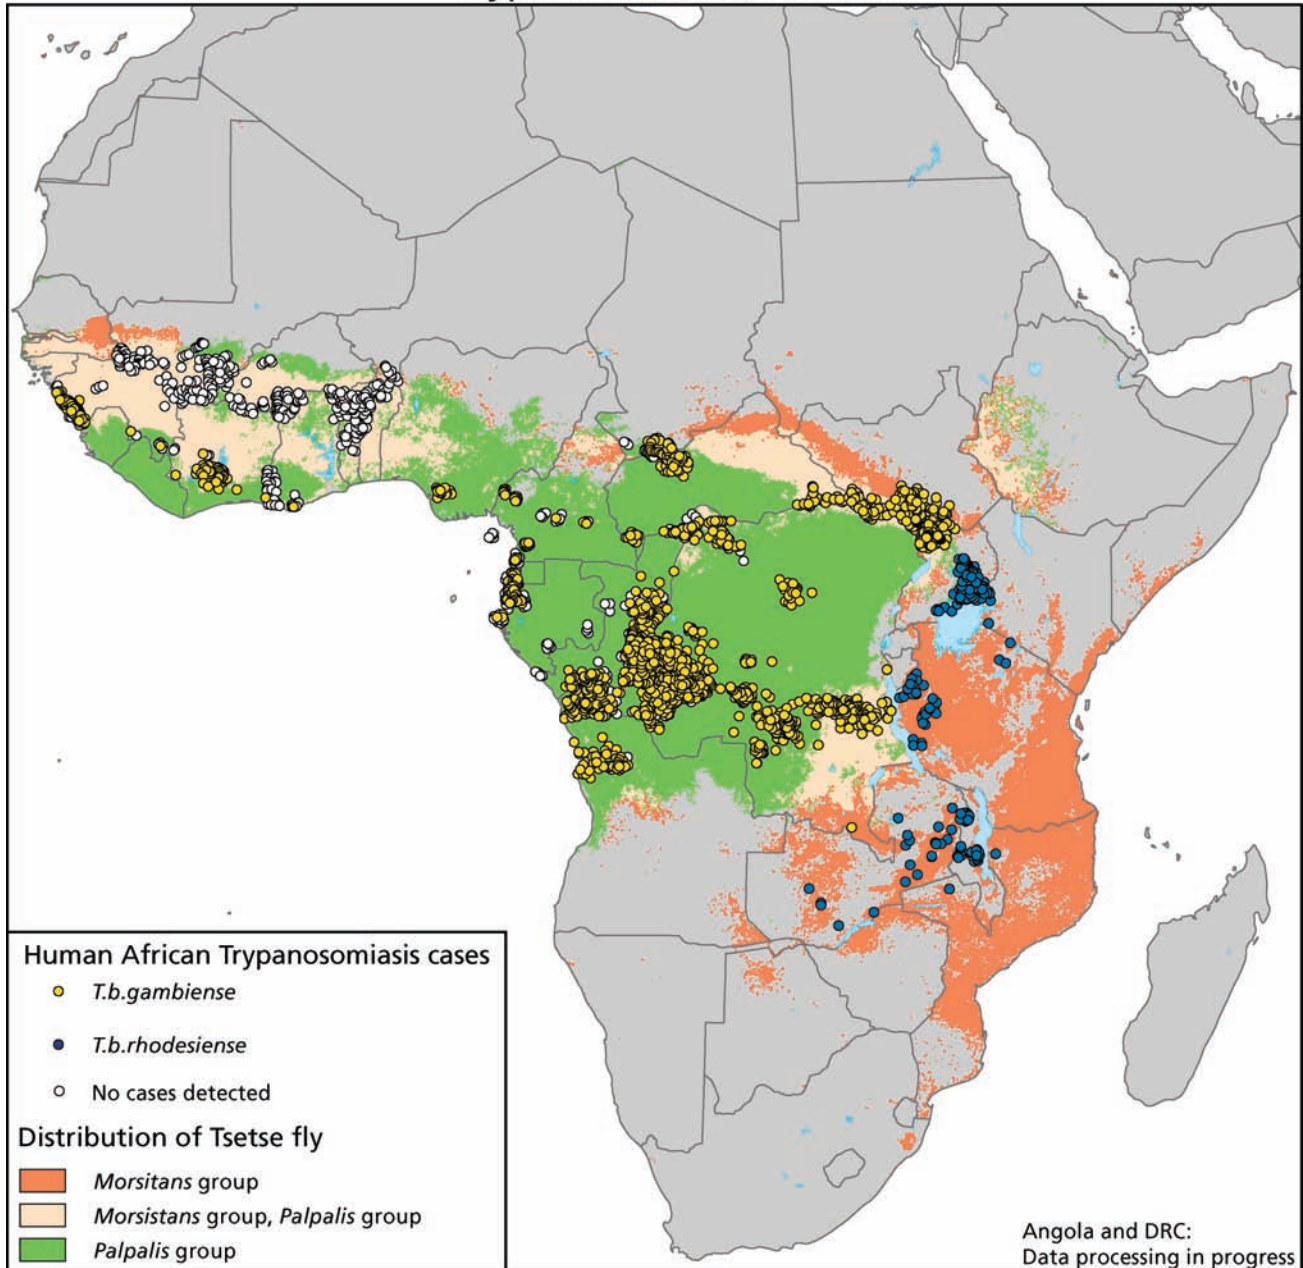 Human African Trypanosomiasis cases
T.b.gambiense
T.b.rhodesiense
No cases detected
Distribution of Tsetse fly
Morsitans group
Morsistans group, Palpalis group
Palpalis group
Angola and DRC:
Data processing in progress